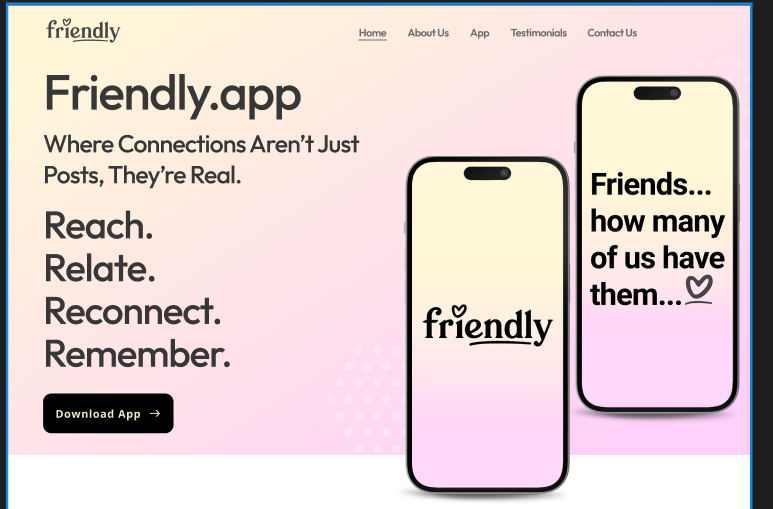 friendly
Home About Us App Testimonials Contact Us
Friendly.app
Where Connections Aren’t Just
Posts, They’re Real.
Reach.
Relate.
Reconnect.
Remember.
Download App →
friendly
Friends...
how many
of us have
them...